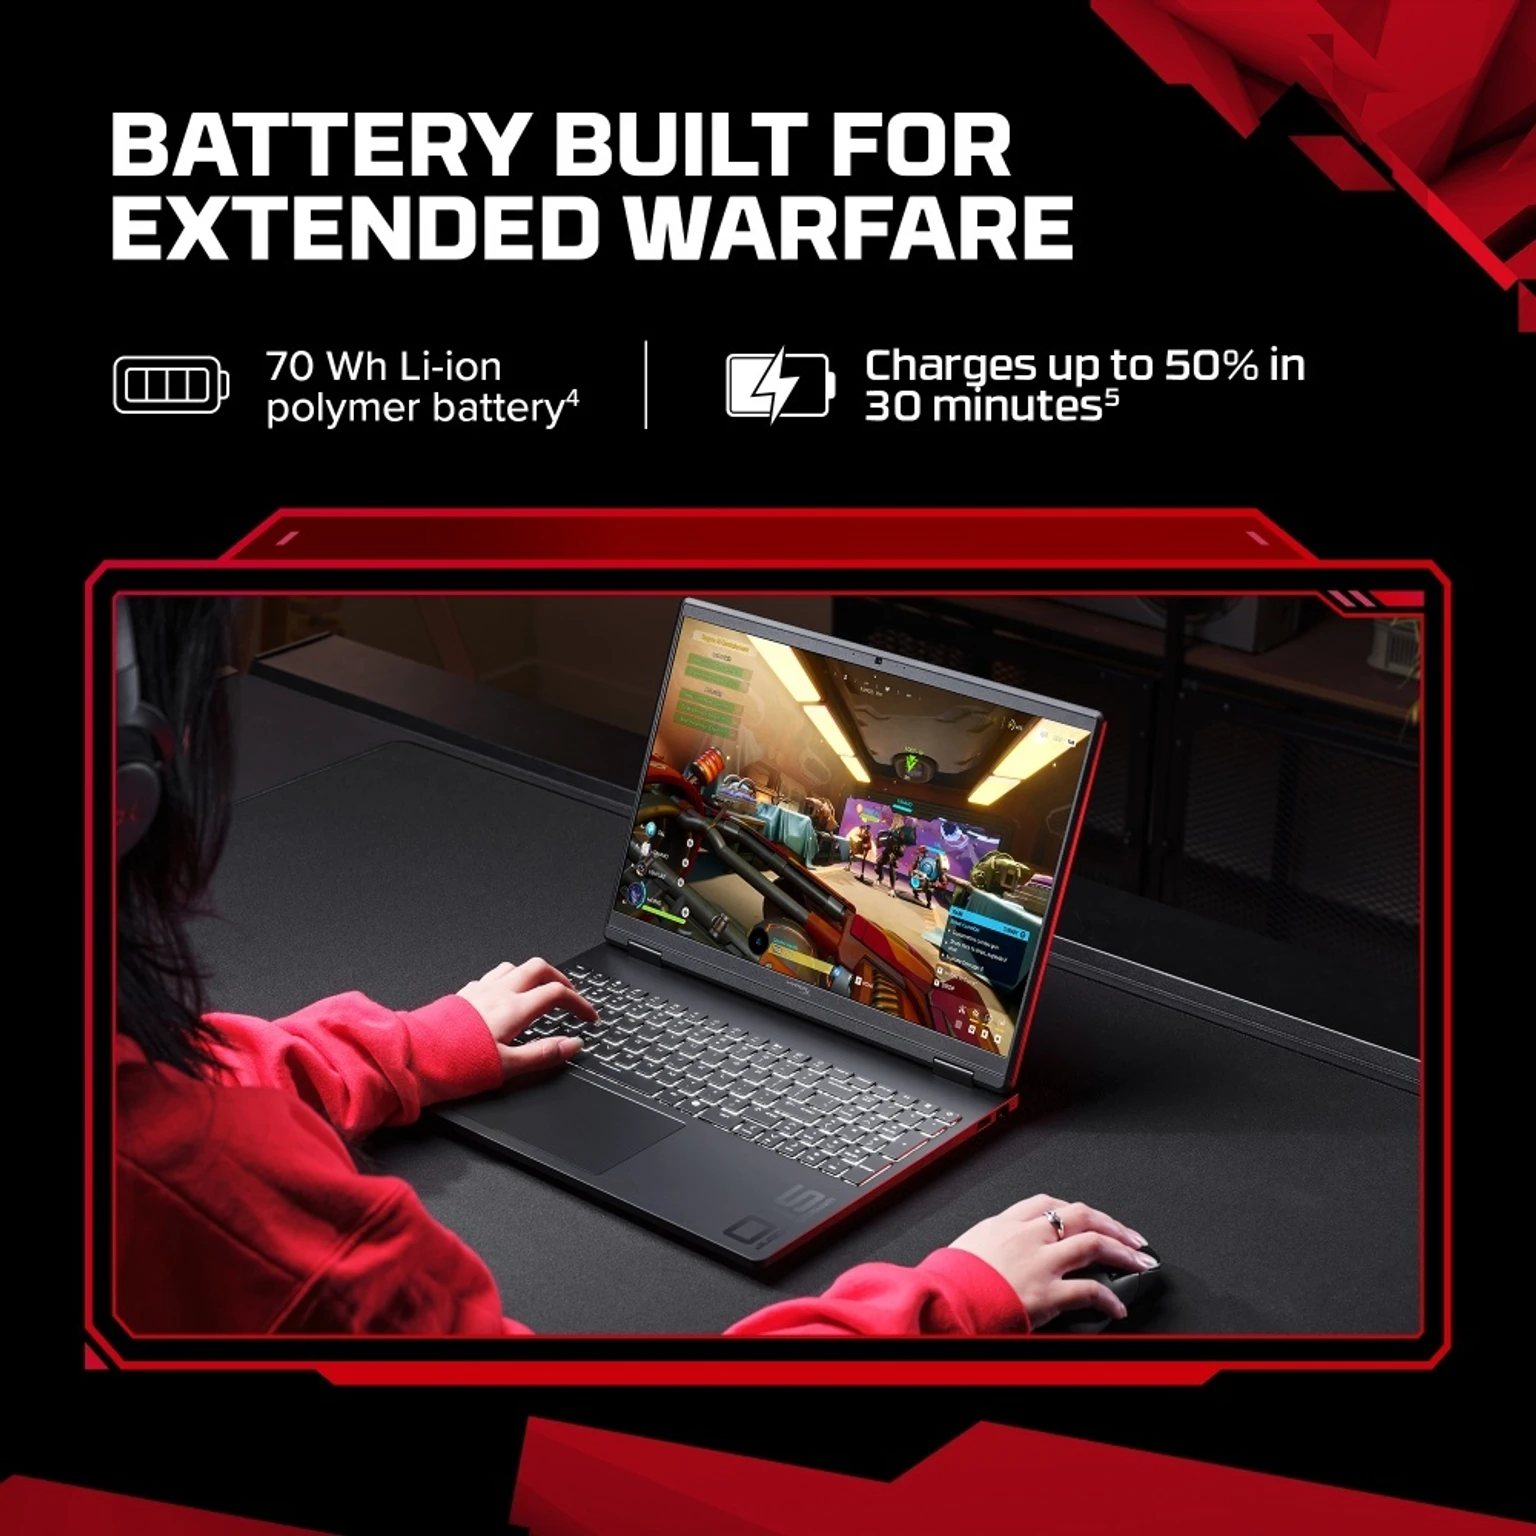 BATTERY BUILT FOR
EXTENDED WARFARE
70 Wh Li-ion
polymer battery⁴
Charges up to 50% in
30 minutes⁵